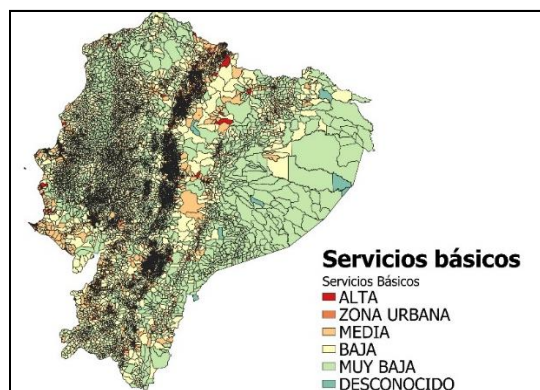 Servicios básicos
Servicios Básicos
ALTA
ZONA URBANA
MEDIA
BAJA
MUY BAJA
DESCONOCIDO